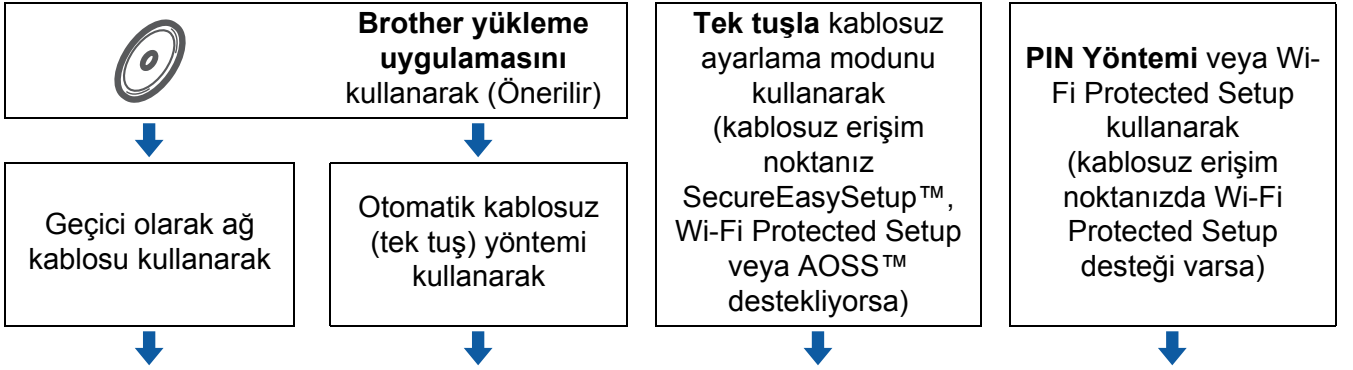 Brother yükleme
uygulamasını
kullanarak (Önerilir)
Geçici olarak ağ
kablosu kullanarak
Otomatik kablosuz
(tek tuş) yöntemi
kullanarak
Tek tuşla kablosuz
ayarlama modunu
kullanarak
(kablosuz erişim
noktanız
SecureEasySetup™,
Wi-Fi Protected Setup
veya AOSS™
destekliyorsa)
PIN Yöntemi veya Wi-
Fi Protected Setup
kullanarak
(kablosuz erişim
noktanızda Wi-Fi
Protected Setup
desteği varsa)